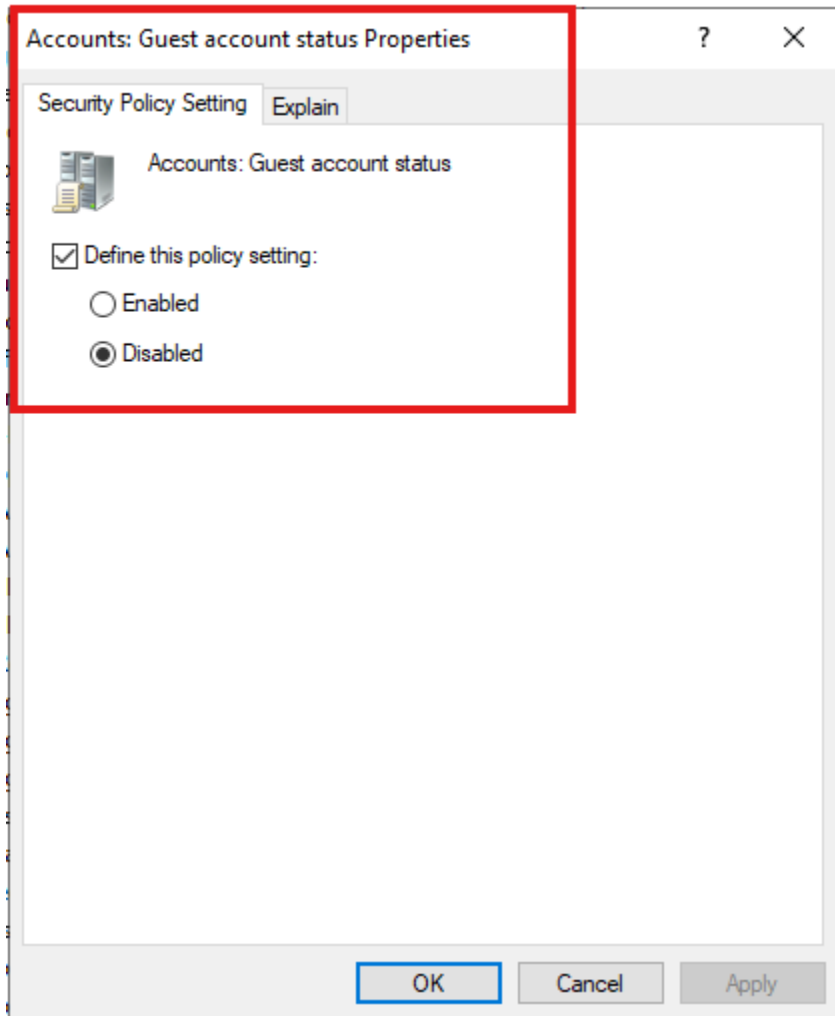 Accounts: Guest account status Properties ?
Security Policy Setting Explain
Accounts: Guest account status
Define this policy setting:
Enabled
Disabled
OK Cancel Apply